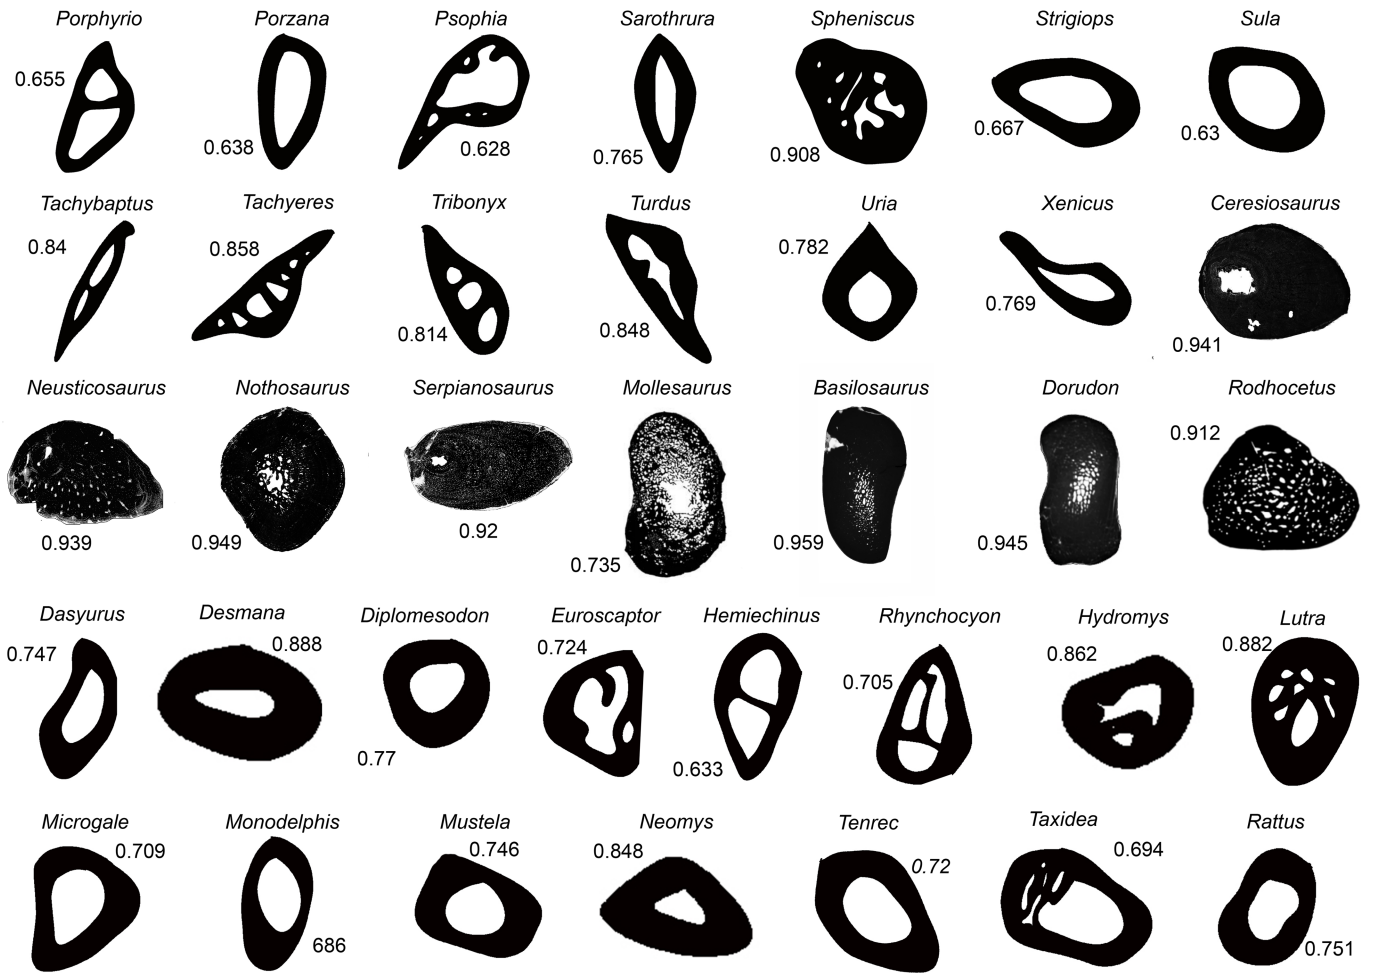 Porphyrio Porzana Psophia Sarothrura Spheniscus Strigiops Sula
0.655 0.638 0.628 0.765 0.908 0.667 0.63
Tachybaptus Tachyeres Tribonyx Turdus Uria Xenicus Ceresiosaurus
0.84 0.858 0.814 0.848 0.782 0.769 0.941
Neusticosaurus Nothosaurus Serpianosaurus Mollesaurus Basilosaurus Dorudon Rodhocetus
0.939 0.949 0.92 0.735 0.959 0.945 0.912
Dasyurus Desmana Diplomesodon Euroscaptor Hemiechinus Rhynchocyon Hydromys Lutra
0.747 0.888 0.77 0.724 0.633 0.705 0.862 0.882
Microgale Monodelphis Mustela Neomys Tenrec Taxidea Rattus
0.709 686 0.746 0.848 0.72 0.694 0.751